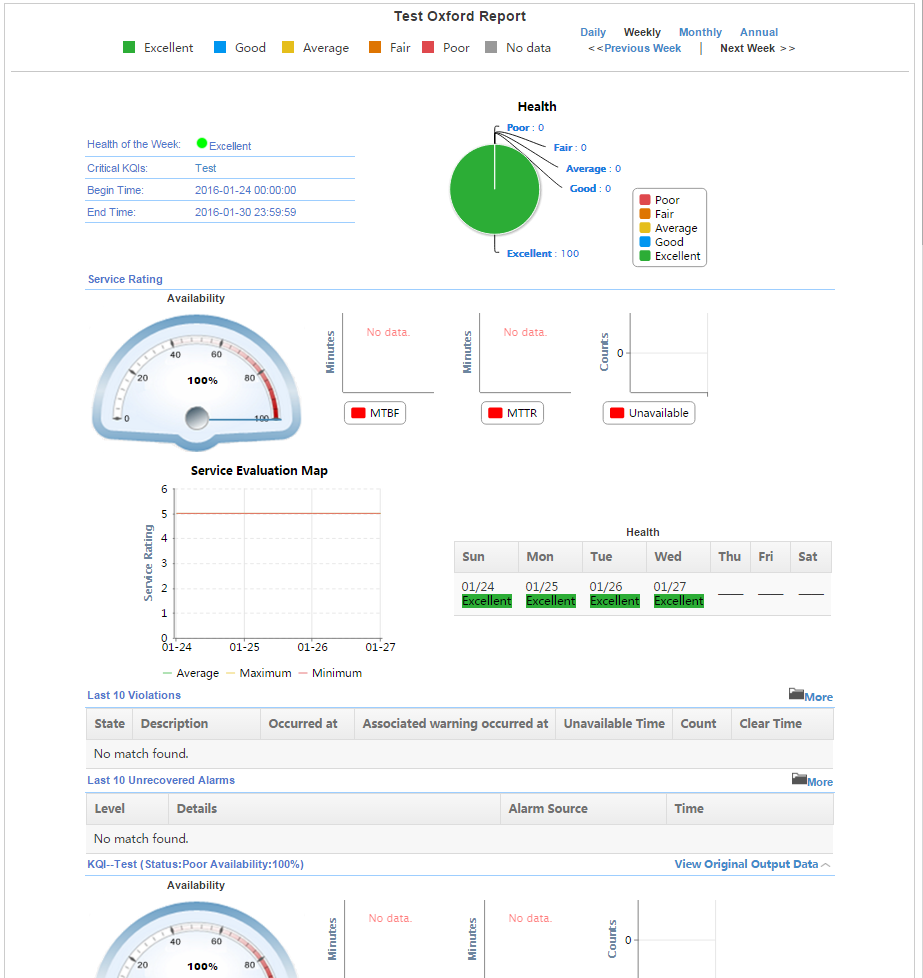 Test Oxford Report
Excellent Good Average Fair Poor No data
Daily Weekly Monthly Annual
<<Previous Week | Next Week >>
Health
Health of the Week: Excellent
Critical KQIs: Test
Begin Time: 2016-01-24 00:00:00
End Time: 2016-01-30 23:59:59
Poor : 0
Fair : 0
Average : 0
Good : 0
Excellent : 100
Poor
Fair
Average
Good
Excellent
Service Rating
Availability
0 20 40 60 80 100
100%
Minutes
No data.
MTBF
Minutes
No data.
MTTR
Counts
0
Unavailable
Service Evaluation Map
Service Rating
6
5
4
3
2
1
0
01-24 01-25 01-26 01-27
Average Maximum Minimum
Health
Sun Mon Tue Wed Thu Fri Sat
01/24 01/25 01/26 01/27
Excellent Excellent Excellent Excellent
Last 10 Violations More
State Description Occurred at Associated warning occurred at Unavailable Time Count Clear Time
No match found.
Last 10 Unrecovered Alarms More
Level Details Alarm Source Time
No match found.
KQI--Test (Status:Poor Availability:100%) View Original Output Data
Availability
20 40 60 80
100%
Minutes
No data.
Minutes
No data.
Counts
0